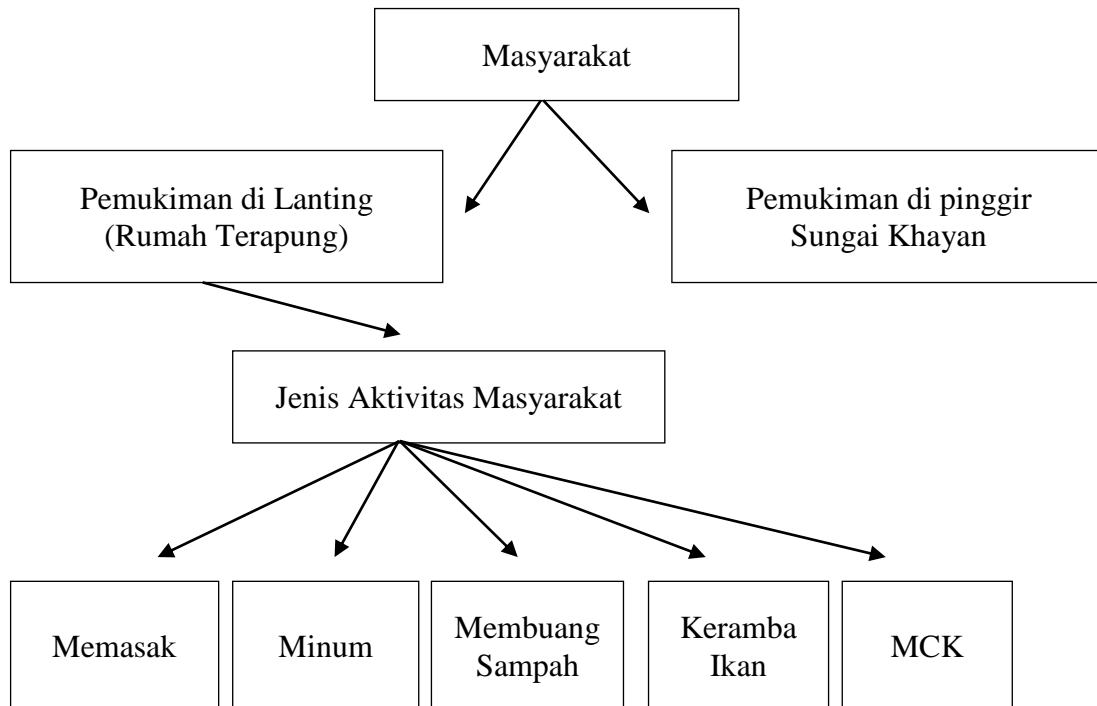 Masyarakat
Pemukiman di Lanting
(Rumah Terapung)
Pemukiman di pinggir
Sungai Khayan
Jenis Aktivitas Masyarakat
Memasak
Minum
Membuang
Sampah
Keramba
Ikan
MCK